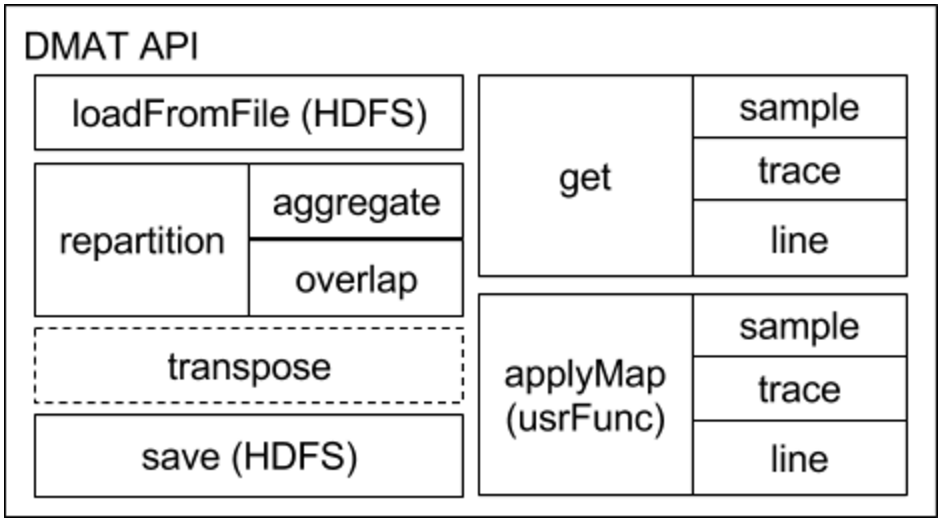 DMAT API
loadFromFile (HDFS)
repartition
aggregate
overlap
transpose
save (HDFS)
get
sample
trace
line
applyMap
(usrFunc)
sample
trace
line